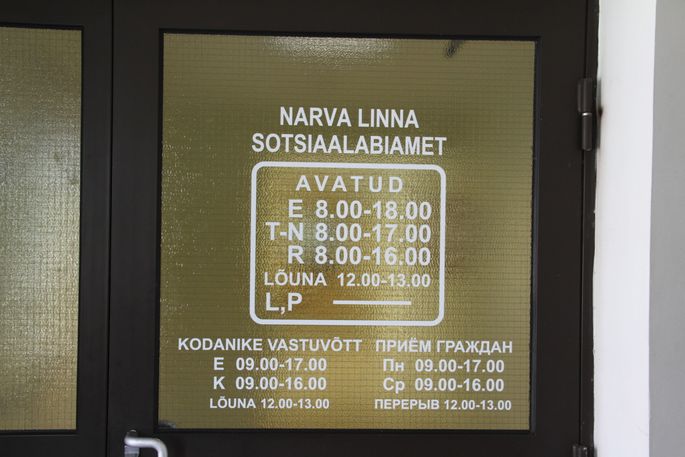 NARVA LINNA
SOTSIAALABIAMET
AVATUD
E 8.00-18.00
T-N 8.00-17.00
R 8.00-16.00
LÕUNA 12.00-13.00
L,P ———
KODANIKE VASTUVÕTT
E 09.00-17.00
K 09.00-16.00
LÕUNA 12.00-13.00
ПРИЁМ ГРАЖДАН
Пн 09.00-17.00
Ср 09.00-16.00
ПЕРЕРЫВ 12.00-13.00